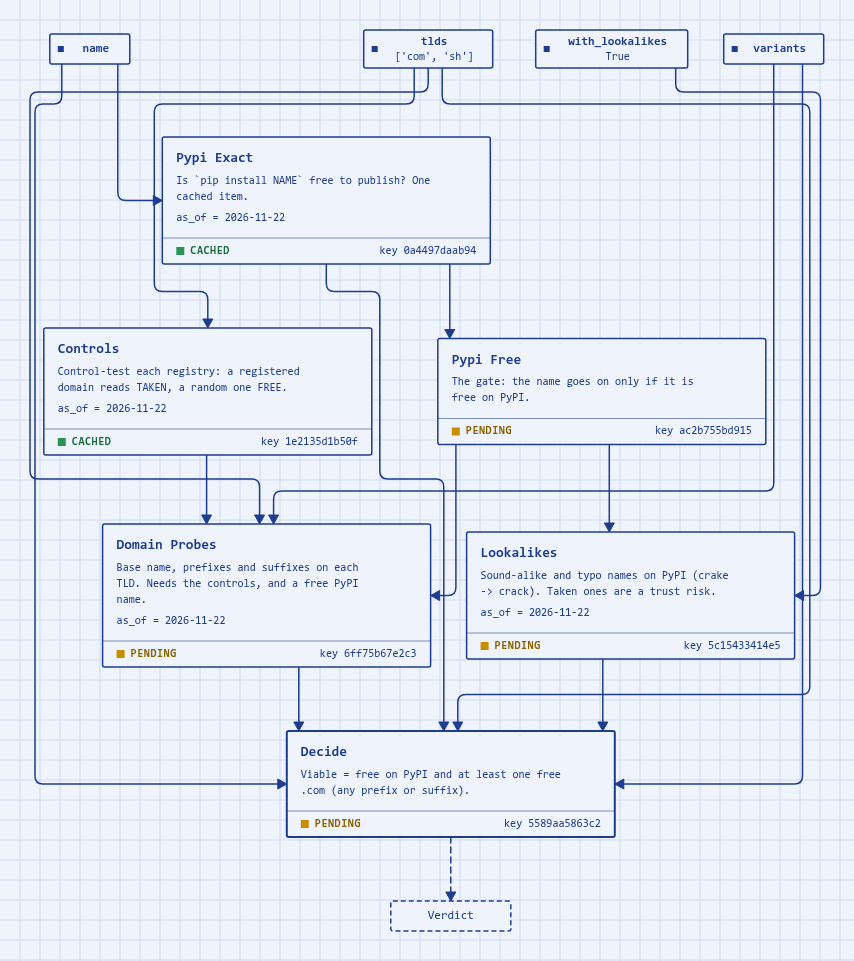 name
tlds
['com', 'sh']
with_lookalikes
True
variants
Pypi Exact
Is `pip install NAME` free to publish? One
cached item.
as_of = 2026-11-22
CACHED
key 0a4497daab94
Controls
Control-test each registry: a registered
domain reads TAKEN, a random one FREE.
as_of = 2026-11-22
CACHED
key 1e2135d1b50f
Pypi Free
The gate: the name goes on only if it is
free on PyPI.
PENDING
key ac2b755bd915
Domain Probes
Base name, prefixes and suffixes on each
TLD. Needs the controls, and a free PyPI
name.
as_of = 2026-11-22
PENDING
key 6ff75b67e2c3
Lookalikes
Sound-alike and typo names on PyPI (crake
-> crack). Taken ones are a trust risk.
as_of = 2026-11-22
PENDING
key 5c15433414e5
Decide
Viable = free on PyPI and at least one free
.com (any prefix or suffix).
PENDING
key 5589aa5863c2
Verdict